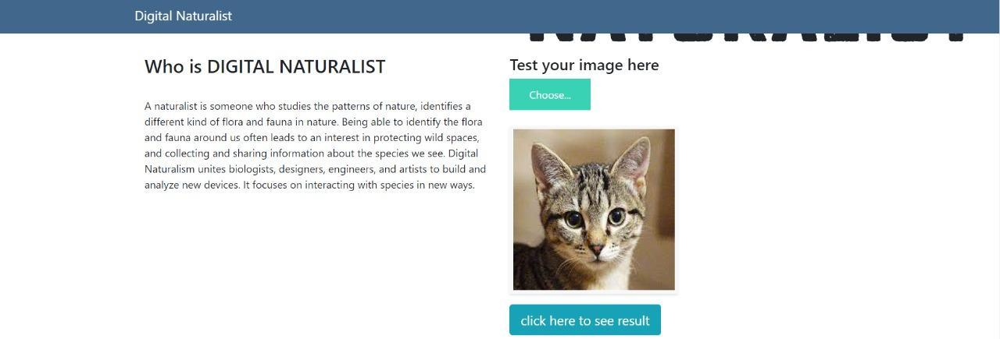 Digital Naturalist
Who is DIGITAL NATURALIST
A naturalist is someone who studies the patterns of nature, identifies a
different kind of flora and fauna in nature. Being able to identify the flora
and fauna around us often leads to an interest in protecting wild spaces,
and collecting and sharing information about the species we see. Digital
Naturalism unites biologists, designers, engineers, and artists to build and
analyze new devices. It focuses on interacting with species in new ways.
Test your image here
Choose...
click here to see result